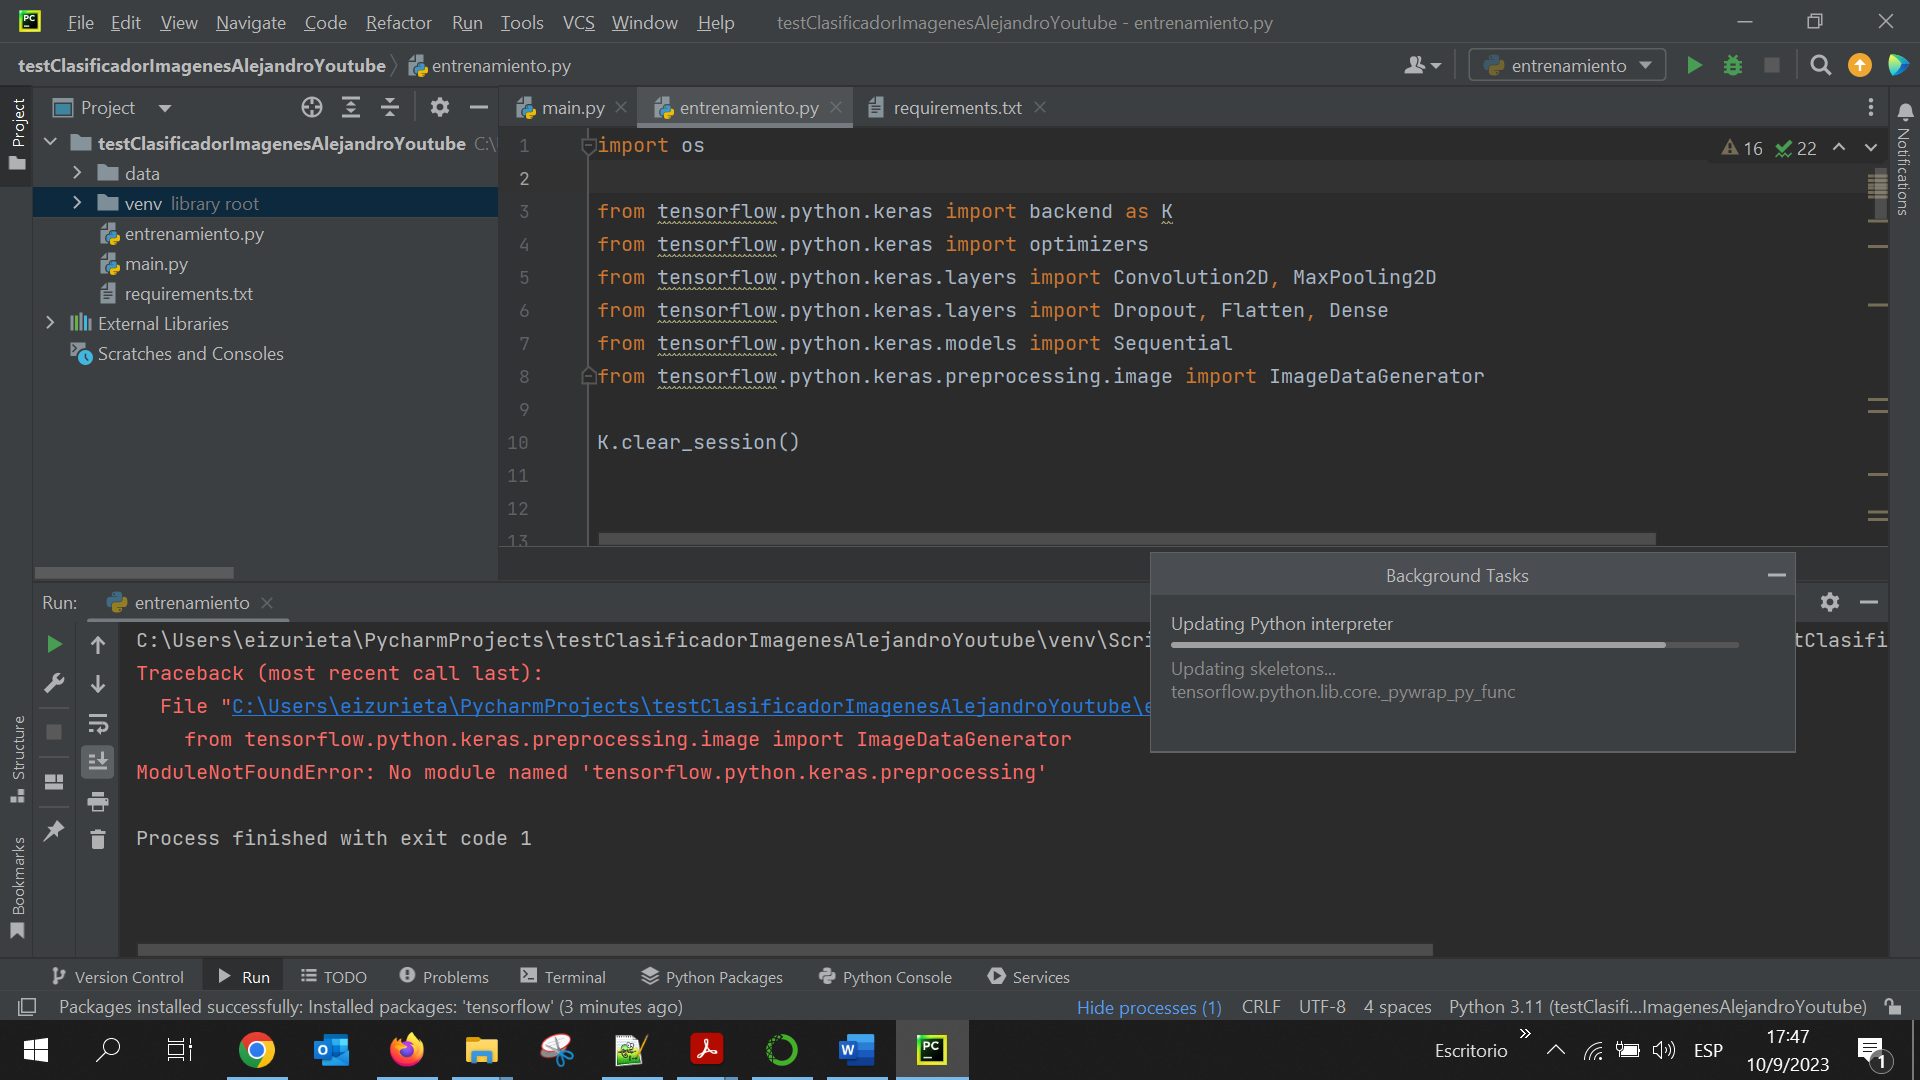 File Edit View Navigate Code Refactor Run Tools VCS Window Help testClasificadorImagenesAlejandroYoutube - entrenamiento.py
testClasificadorImagenesAlejandroYoutube entrenamiento.py entrenamiento
Project
Project
main.py entrenamiento.py requirements.txt
Notifications
testClasificadorImagenesAlejandroYoutube C:\
data
venv library root
entrenamiento.py
main.py
requirements.txt
External Libraries
Scratches and Consoles
16 22
1 import os
2
3 from tensorflow.python.keras import backend as K
4 from tensorflow.python.keras import optimizers
5 from tensorflow.python.keras.layers import Convolution2D, MaxPooling2D
6 from tensorflow.python.keras.layers import Dropout, Flatten, Dense
7 from tensorflow.python.keras.models import Sequential
8 from tensorflow.python.keras.preprocessing.image import ImageDataGenerator
9
10 K.clear_session()
11
12
13
Background Tasks
Updating Python interpreter
Updating skeletons...
tensorflow.python.lib.core._pywrap_py_func
Run: entrenamiento
C:\Users\eizurieta\PycharmProjects\testClasificadorImagenesAlejandroYoutube\venv\Scri tClasifi
Traceback (most recent call last):
File "C:\Users\eizurieta\PycharmProjects\testClasificadorImagenesAlejandroYoutube\e
from tensorflow.python.keras.preprocessing.image import ImageDataGenerator
ModuleNotFoundError: No module named 'tensorflow.python.keras.preprocessing'
Process finished with exit code 1
Structure
Bookmarks
Version Control Run TODO Problems Terminal Python Packages Python Console Services
Packages installed successfully: Installed packages: 'tensorflow' (3 minutes ago) Hide processes (1) CRLF UTF-8 4 spaces Python 3.11 (testClasifi...ImagenesAlejandroYoutube)
Escritorio ESP
17:47
10/9/2023
1